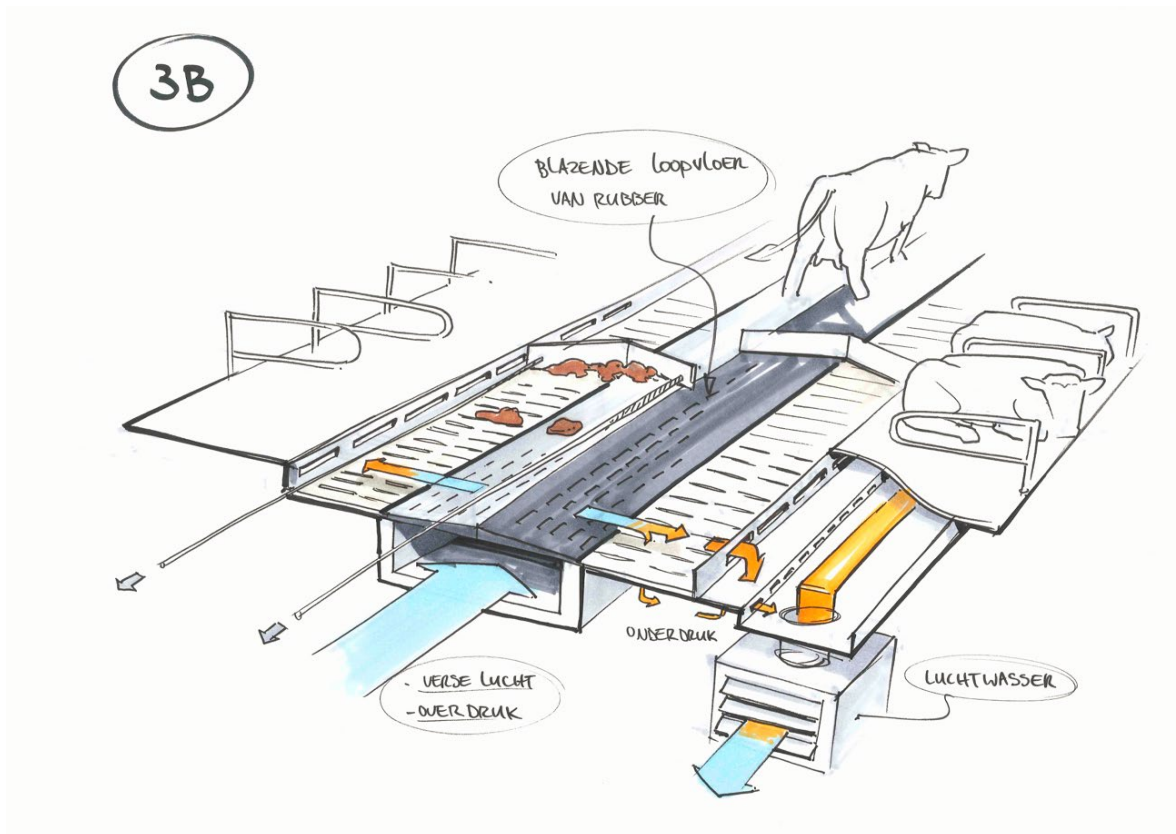 3B
BLAZENDE loopvloer
VAN RUBBER
ONDERDRUK
- VERSE LUCHT
- OVERDRUK
LUCHTWASSER